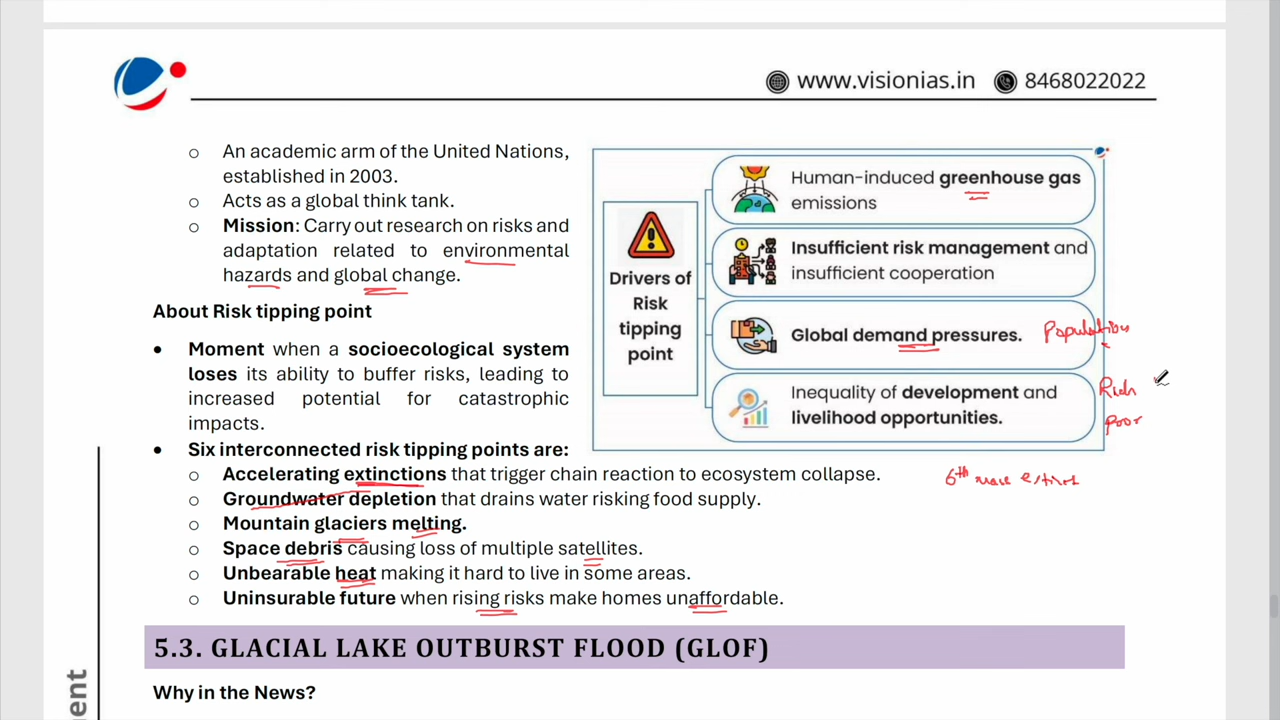 www.visionias.in 8468022022
o An academic arm of the United Nations,
established in 2003.
o Acts as a global think tank.
o Mission: Carry out research on risks and
adaptation related to environmental
hazards and global change.
About Risk tipping point
• Moment when a socioecological system
loses its ability to buffer risks, leading to
increased potential for catastrophic
impacts.
• Six interconnected risk tipping points are:
Drivers of
Risk
tipping
point
Human-induced greenhouse gas
emissions
Insufficient risk management and
insufficient cooperation
Global demand pressures.
Population
Inequality of development and
livelihood opportunities.
Rich
Poor
o Accelerating extinctions that trigger chain reaction to ecosystem collapse.
6th mass extinct
o Groundwater depletion that drains water risking food supply.
o Mountain glaciers melting.
o Space debris causing loss of multiple satellites.
o Unbearable heat making it hard to live in some areas.
o Uninsurable future when rising risks make homes unaffordable.
5.3. GLACIAL LAKE OUTBURST FLOOD (GLOF)
Why in the News?